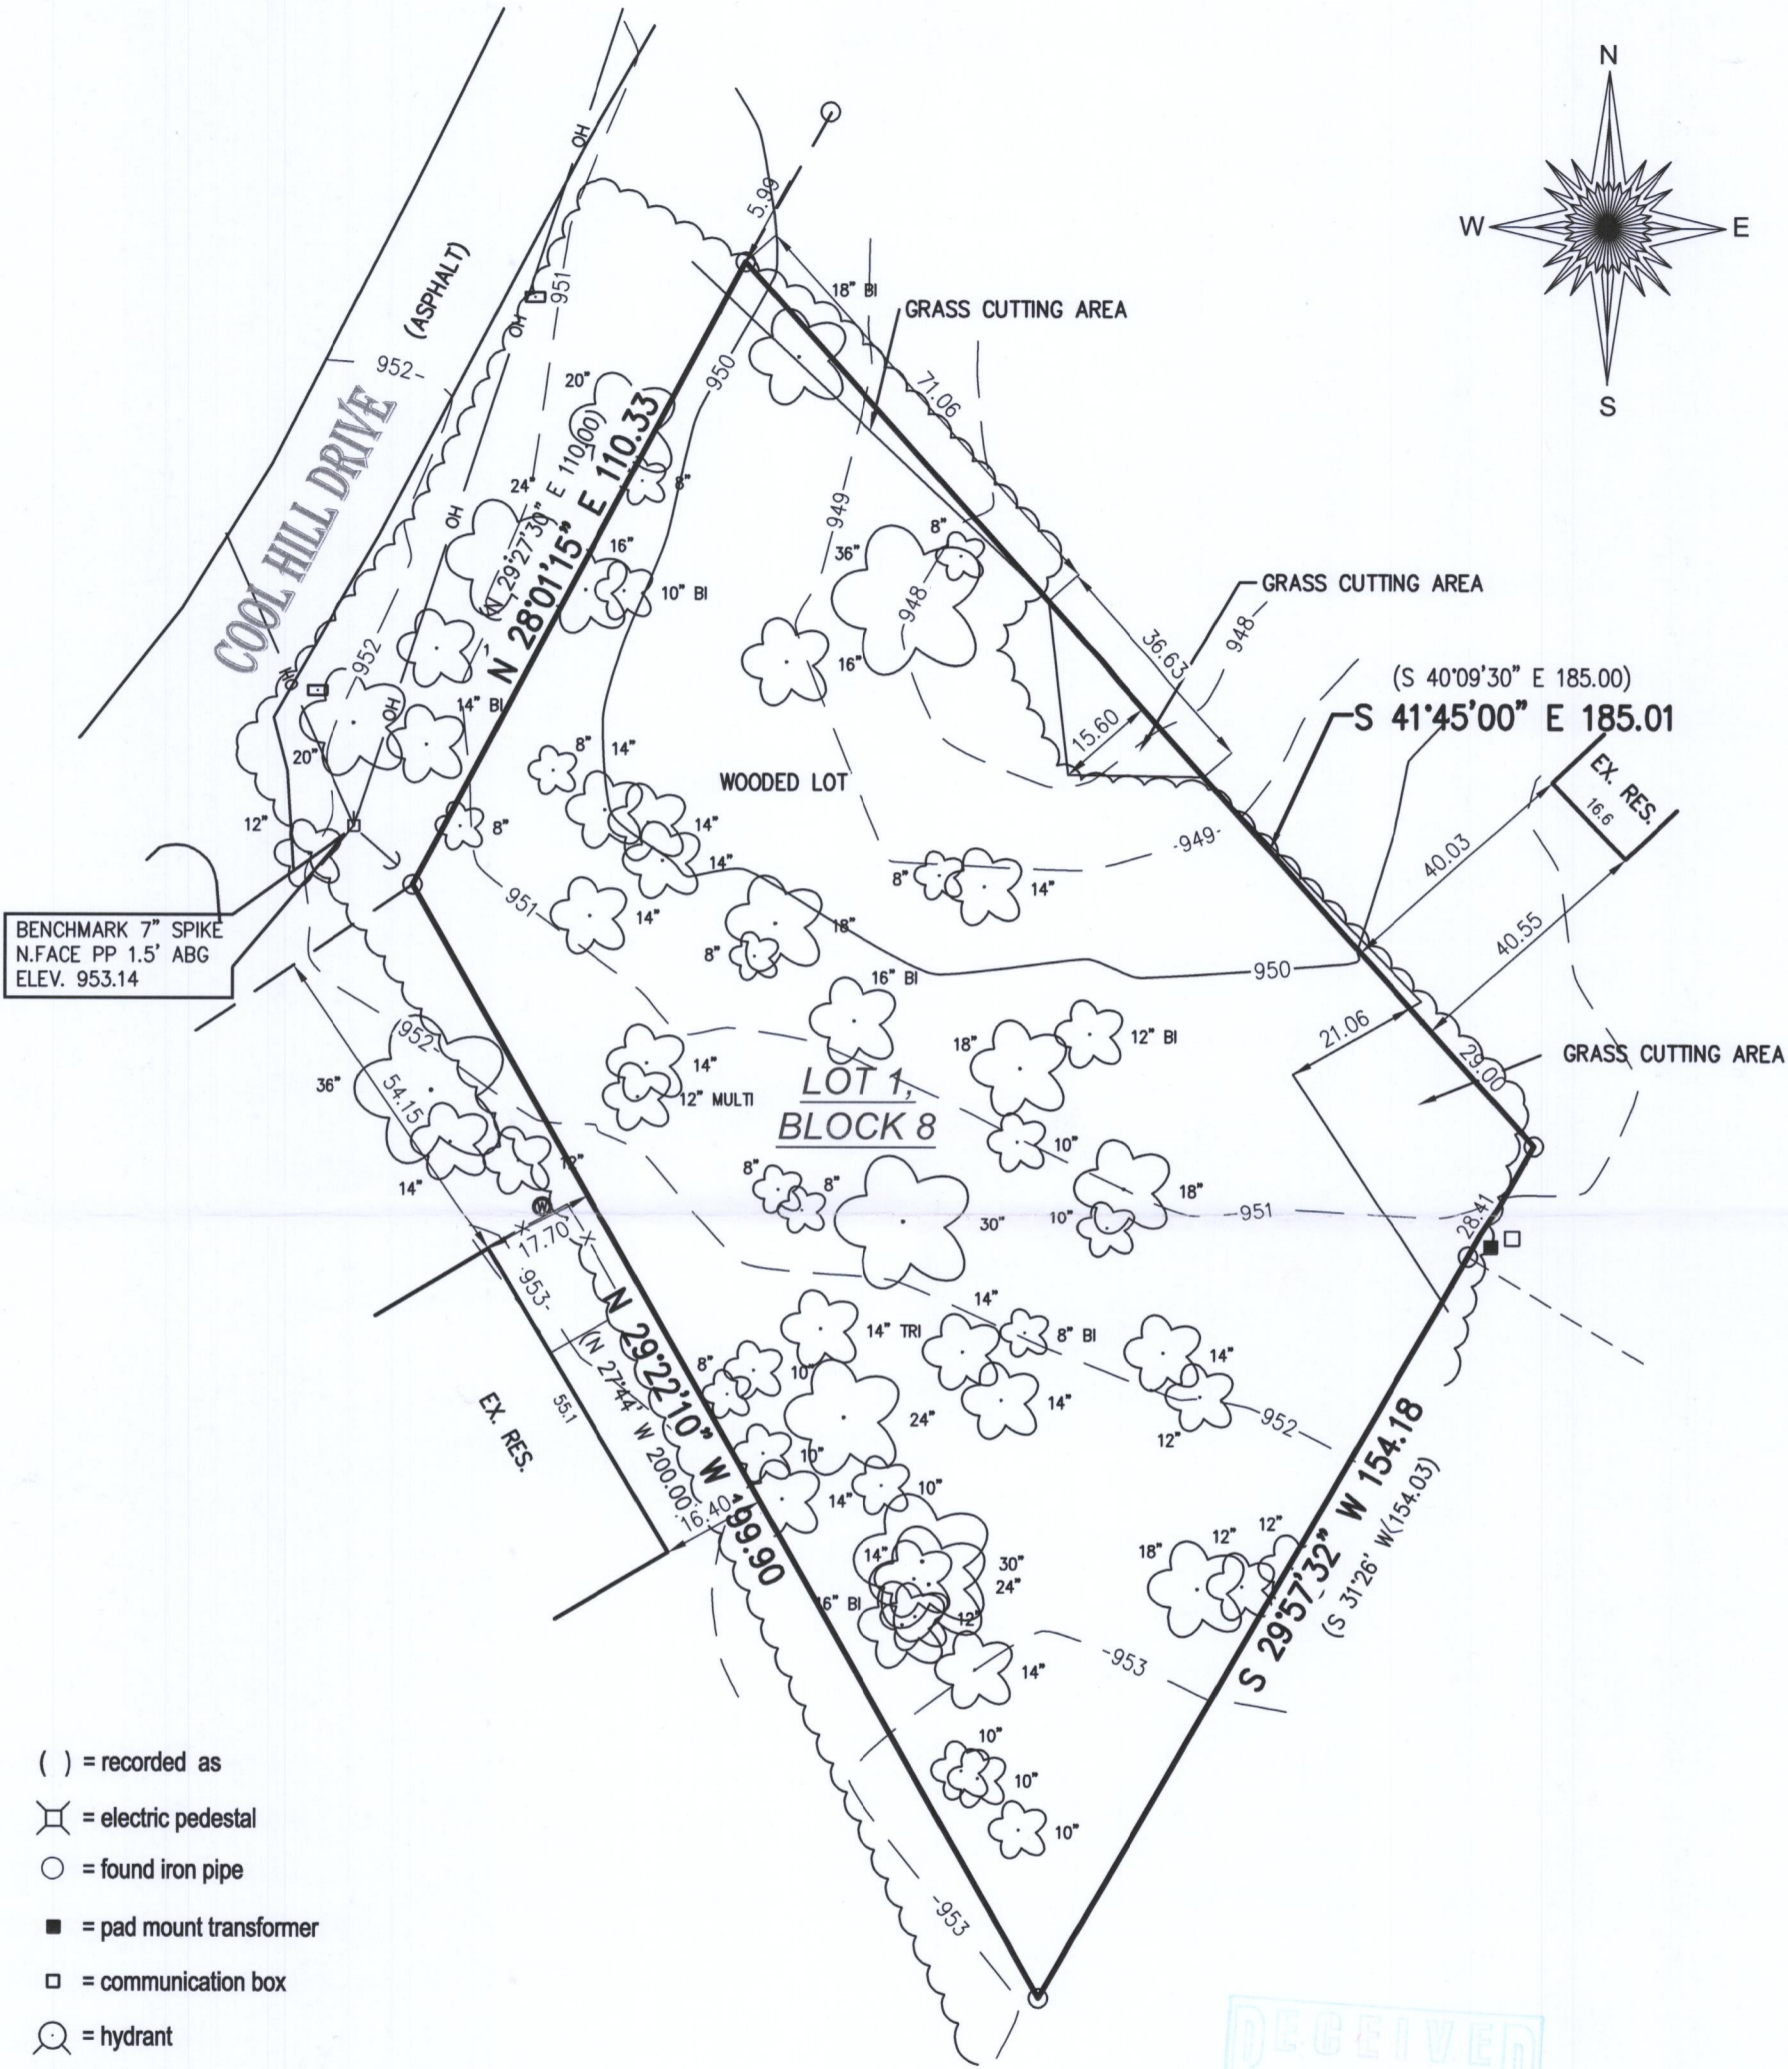 N
W E
S
OH
5.99
(ASPHALT)
951
18" BI
GRASS CUTTING AREA
OH
952
71.06
950
20"
COOL HILL DRIVE
(N 29°27'30" E 110.00)
N 28°01'15" E 110.33
8"
24"
OH
949
8"
36"
16"
10" BI
948
GRASS CUTTING AREA
948
36.63
16"
952
(S 40°09'30" E 185.00)
S 41°45'00" E 185.01
OH
14" BI
15.60
20"
8"
14"
WOODED LOT
EX. RES.
16.6
12"
8"
14"
14"
949
40.03
8"
14"
951
14"
18"
8"
40.55
BENCHMARK 7" SPIKE
N.FACE PP 1.5' ABG
ELEV. 953.14
16" BI
950
21.06
952
14"
18"
12" BI
29.00
GRASS CUTTING AREA
36"
54.15
12" MULTI
LOT 1,
BLOCK 8
10"
12"
14"
8"
8"
18"
W
30"
10"
951
28.41
17.70
953
N 29°22'10" W 199.90
(N 27°44' W 200.00)
14"
14" TRI
8" BI
14"
8"
10"
EX. RES.
55.1
24"
14"
952
12"
10"
16.40
14"
10"
S 29°57'32" W 154.18
(S 31°26' W(154.03)
14"
30"
24"
18"
12"
12"
16" BI
12"
14"
953
10"
10"
10"
953
( ) = recorded as
= electric pedestal
= found iron pipe
= pad mount transformer
= communication box
= hydrant
RECEIVED